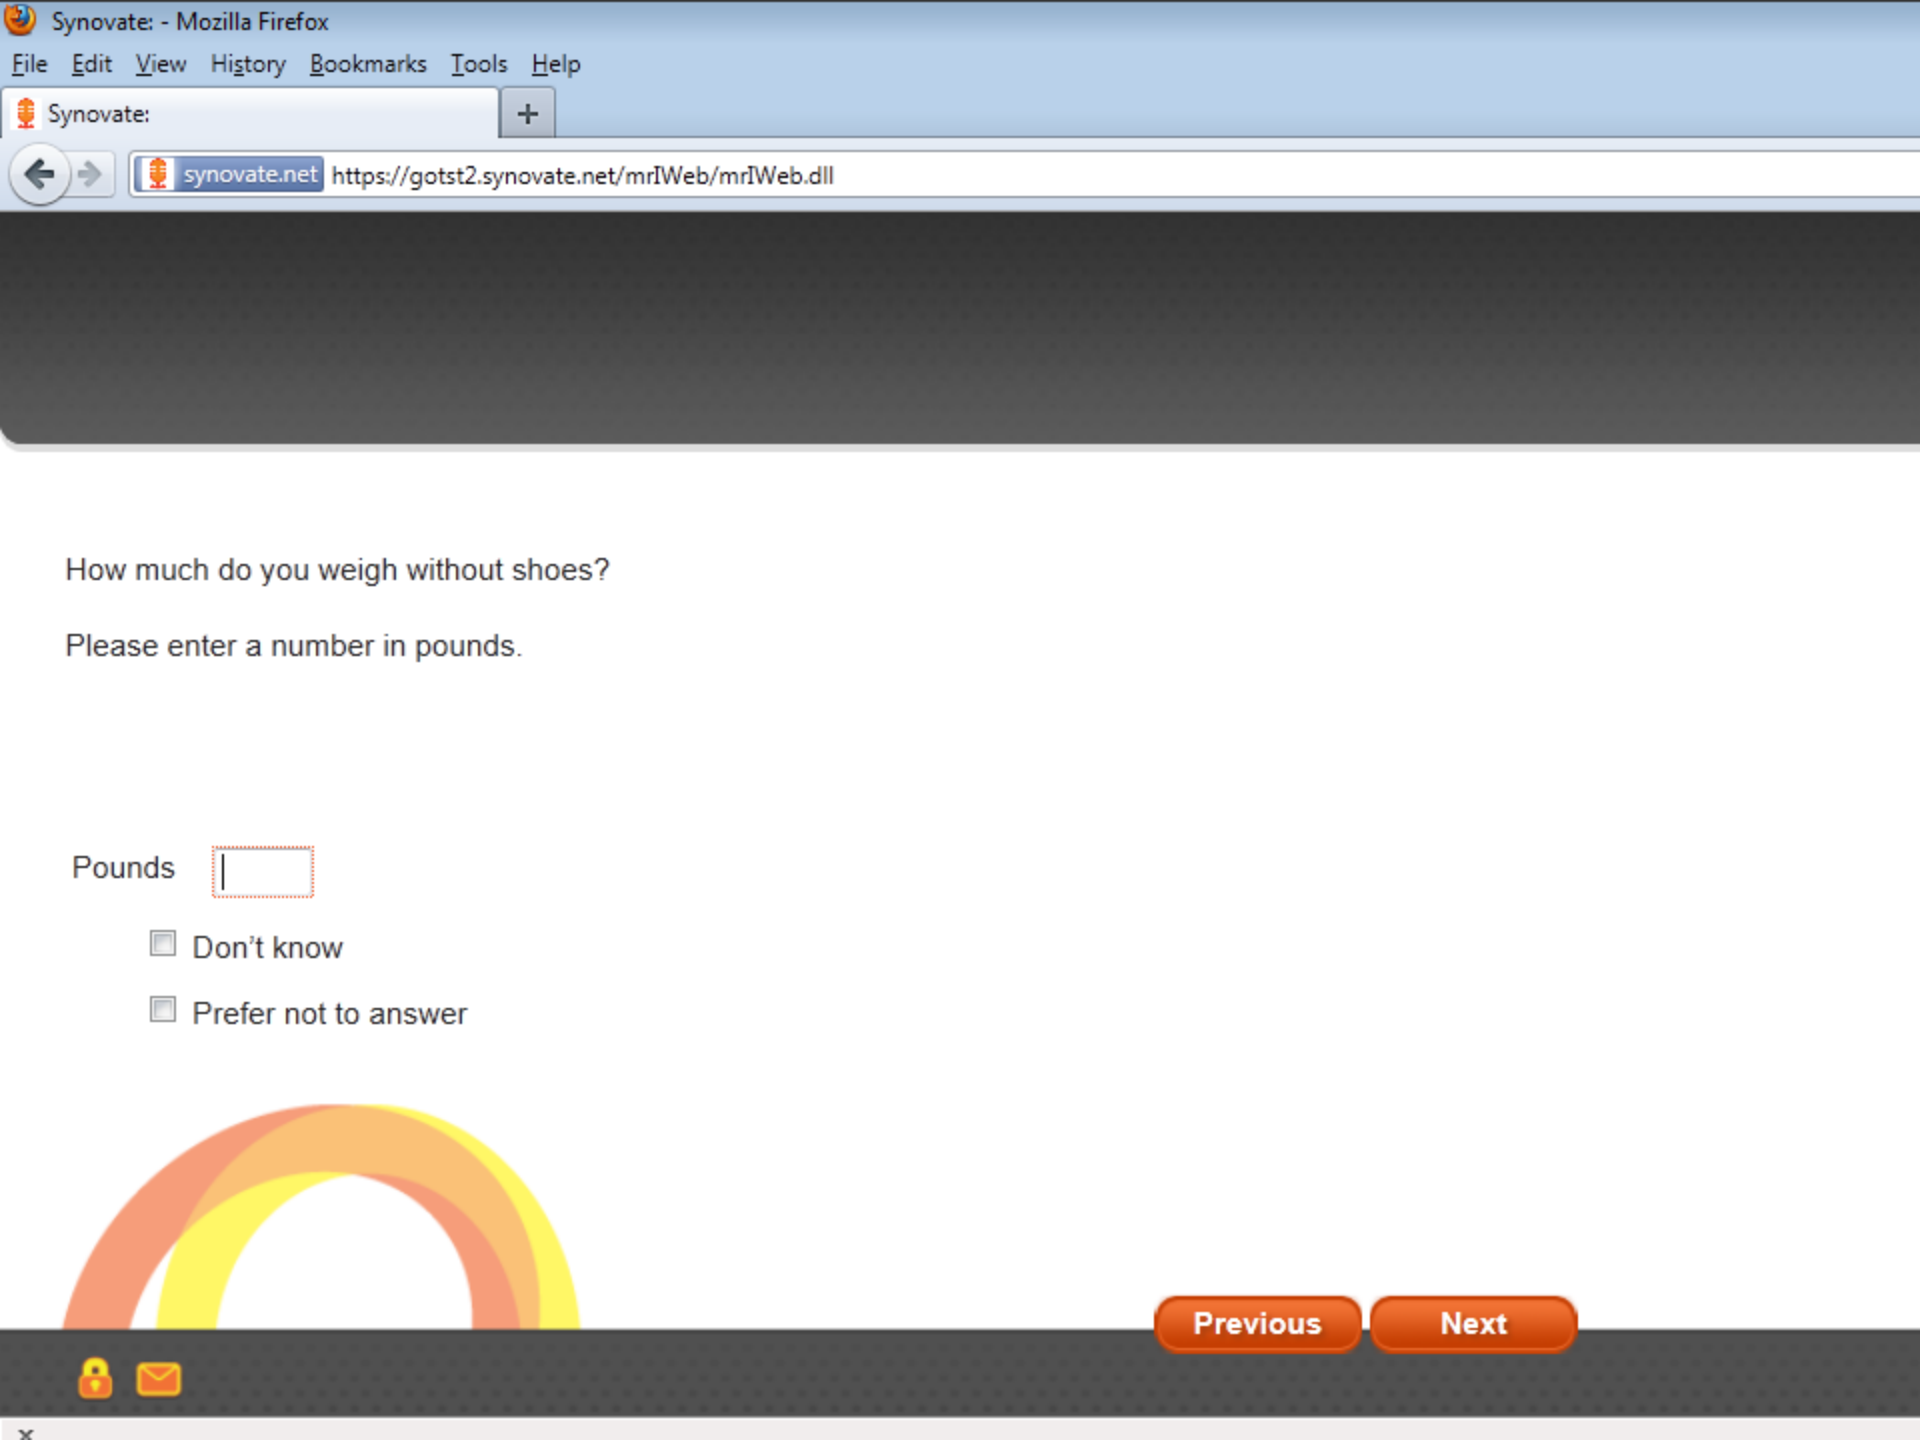 Synovate: - Mozilla Firefox
File Edit View History Bookmarks Tools Help
Synovate:
synovate.net https://gotst2.synovate.net/mrIWeb/mrIWeb.dll
How much do you weigh without shoes?
Please enter a number in pounds.
Pounds
Don’t know
Prefer not to answer
Previous Next